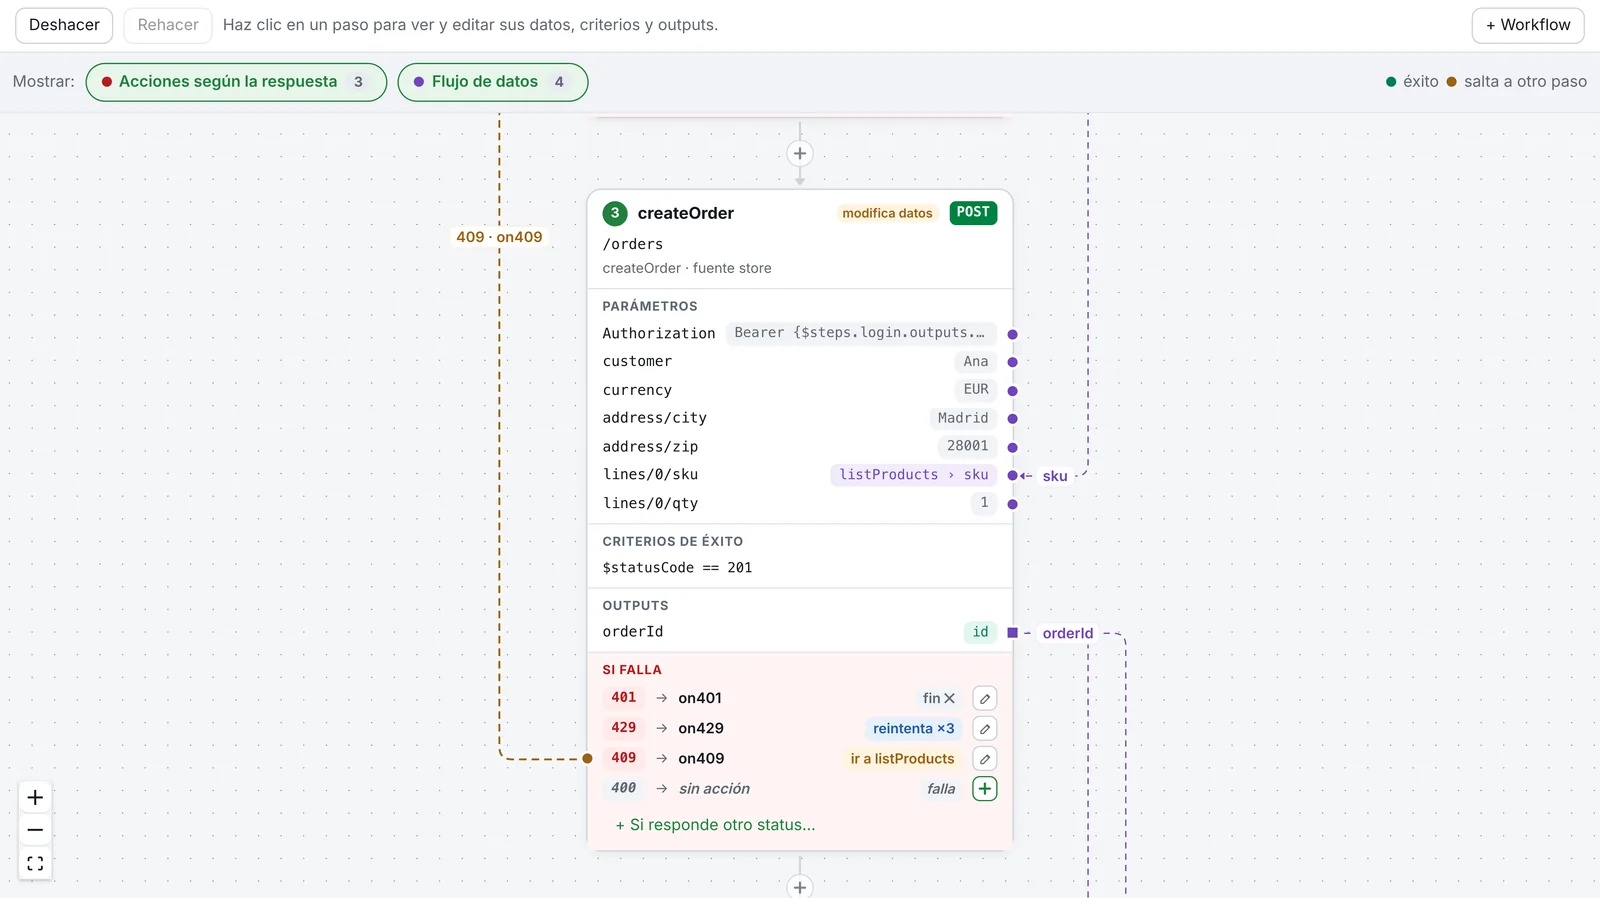 Deshacer Rehacer Haz clic en un paso para ver y editar sus datos, criterios y outputs. + Workflow
Mostrar: Acciones según la respuesta 3 Flujo de datos 4 éxito salta a otro paso
409 · on409
3 createOrder modifica datos POST
/orders
createOrder · fuente store
PARÁMETROS
Authorization Bearer {$steps.login.outputs.…
customer Ana
currency EUR
address/city Madrid
address/zip 28001
lines/0/sku listProducts › sku sku
lines/0/qty 1
CRITERIOS DE ÉXITO
$statusCode == 201
OUTPUTS
orderId id orderId
SI FALLA
401 → on401 fin ✕
429 → on429 reintenta ×3
409 → on409 ir a listProducts
400 → sin acción falla +
+ Si responde otro status...